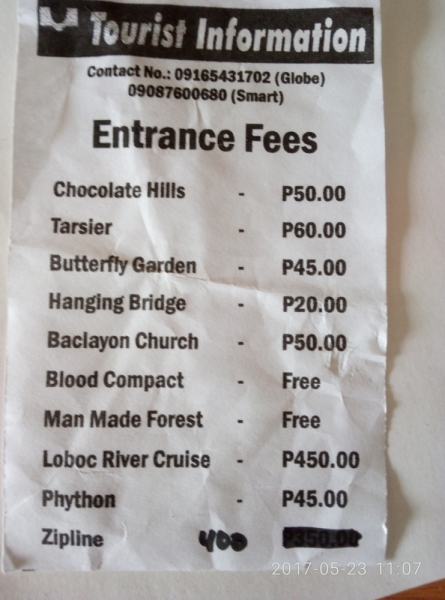 Tourist Information
Contact No.: 09165431702 (Globe)
09087600680 (Smart)
Entrance Fees
Chocolate Hills - P50.00
Tarsier - P60.00
Butterfly Garden - P45.00
Hanging Bridge - P20.00
Baclayon Church - P50.00
Blood Compact - Free
Man Made Forest - Free
Loboc River Cruise - P450.00
Phython - P45.00
Zipline 400 P350.00
2017-05-23 11:07